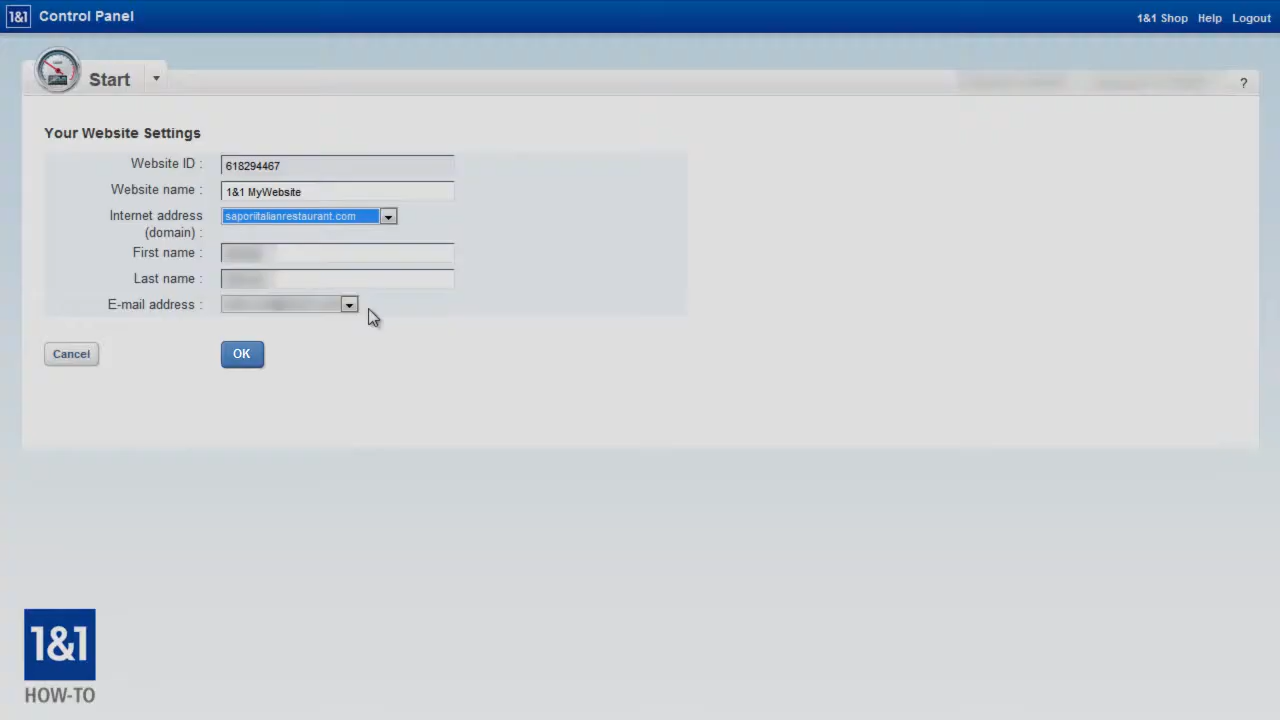 1&1 Control Panel
1&1 Shop Help Logout
Start
?
Your Website Settings
Website ID : 618294467
Website name : 1&1 MyWebsite
Internet address (domain) : saporiitalianrestaurant.com
First name :
Last name :
E-mail address :
Cancel OK
1&1
HOW-TO